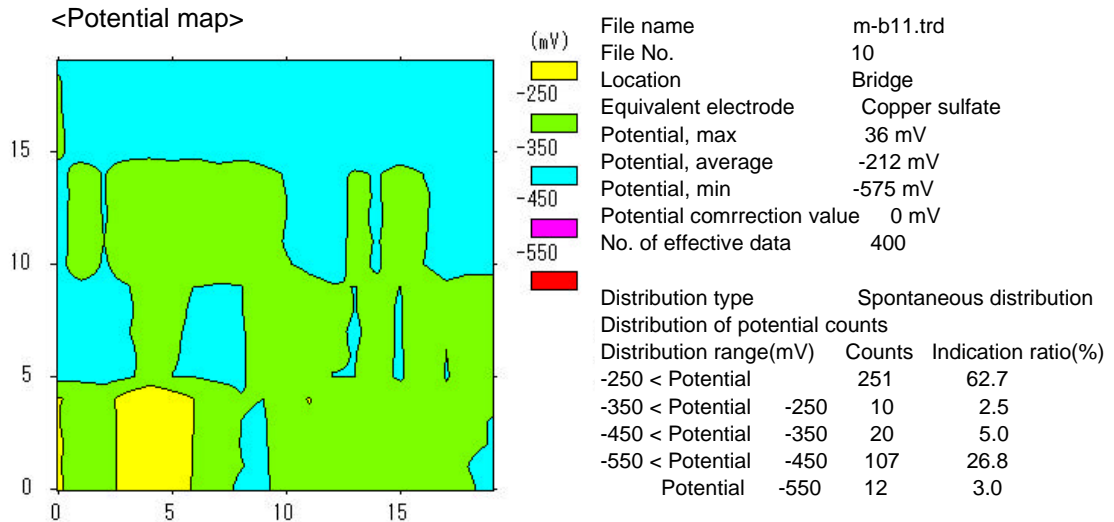 <Potential map>
(mV)
-250
-350
-450
-550
15
10
5
0
0 5 10 15
File name m-b11.trd
File No. 10
Location Bridge
Equivalent electrode Copper sulfate
Potential, max 36 mV
Potential, average -212 mV
Potential, min -575 mV
Potential comrrection value 0 mV
No. of effective data 400
Distribution type Spontaneous distribution
Distribution of potential counts
Distribution range(mV) Counts Indication ratio(%)
-250 < Potential 251 62.7
-350 < Potential -250 10 2.5
-450 < Potential -350 20 5.0
-550 < Potential -450 107 26.8
Potential -550 12 3.0